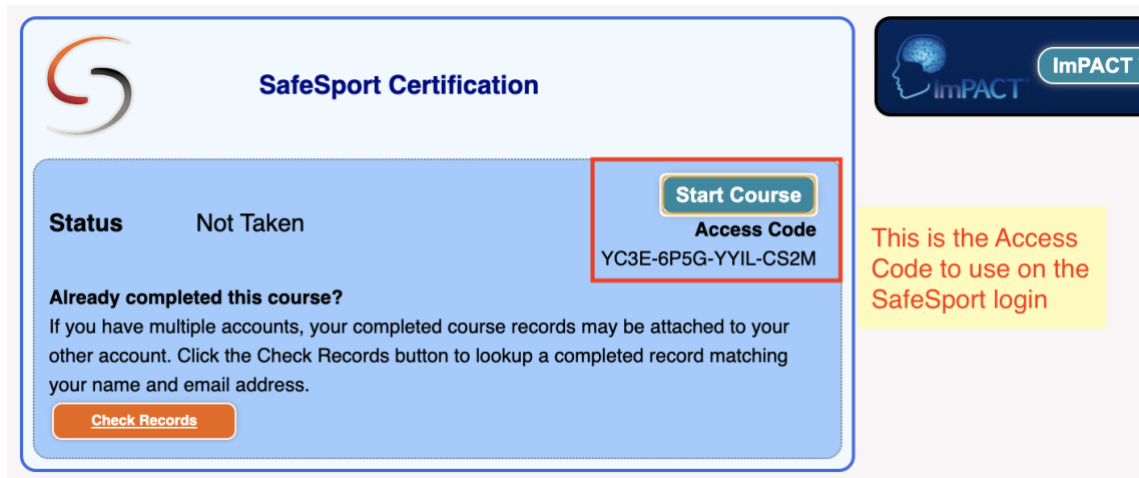 SafeSport Certification
Status Not Taken
Start Course
Access Code
YC3E-6P5G-YYIL-CS2M
Already completed this course?
If you have multiple accounts, your completed course records may be attached to your
other account. Click the Check Records button to lookup a completed record matching
your name and email address.
Check Records
ImPACT
ImPACT
This is the Access
Code to use on the
SafeSport login